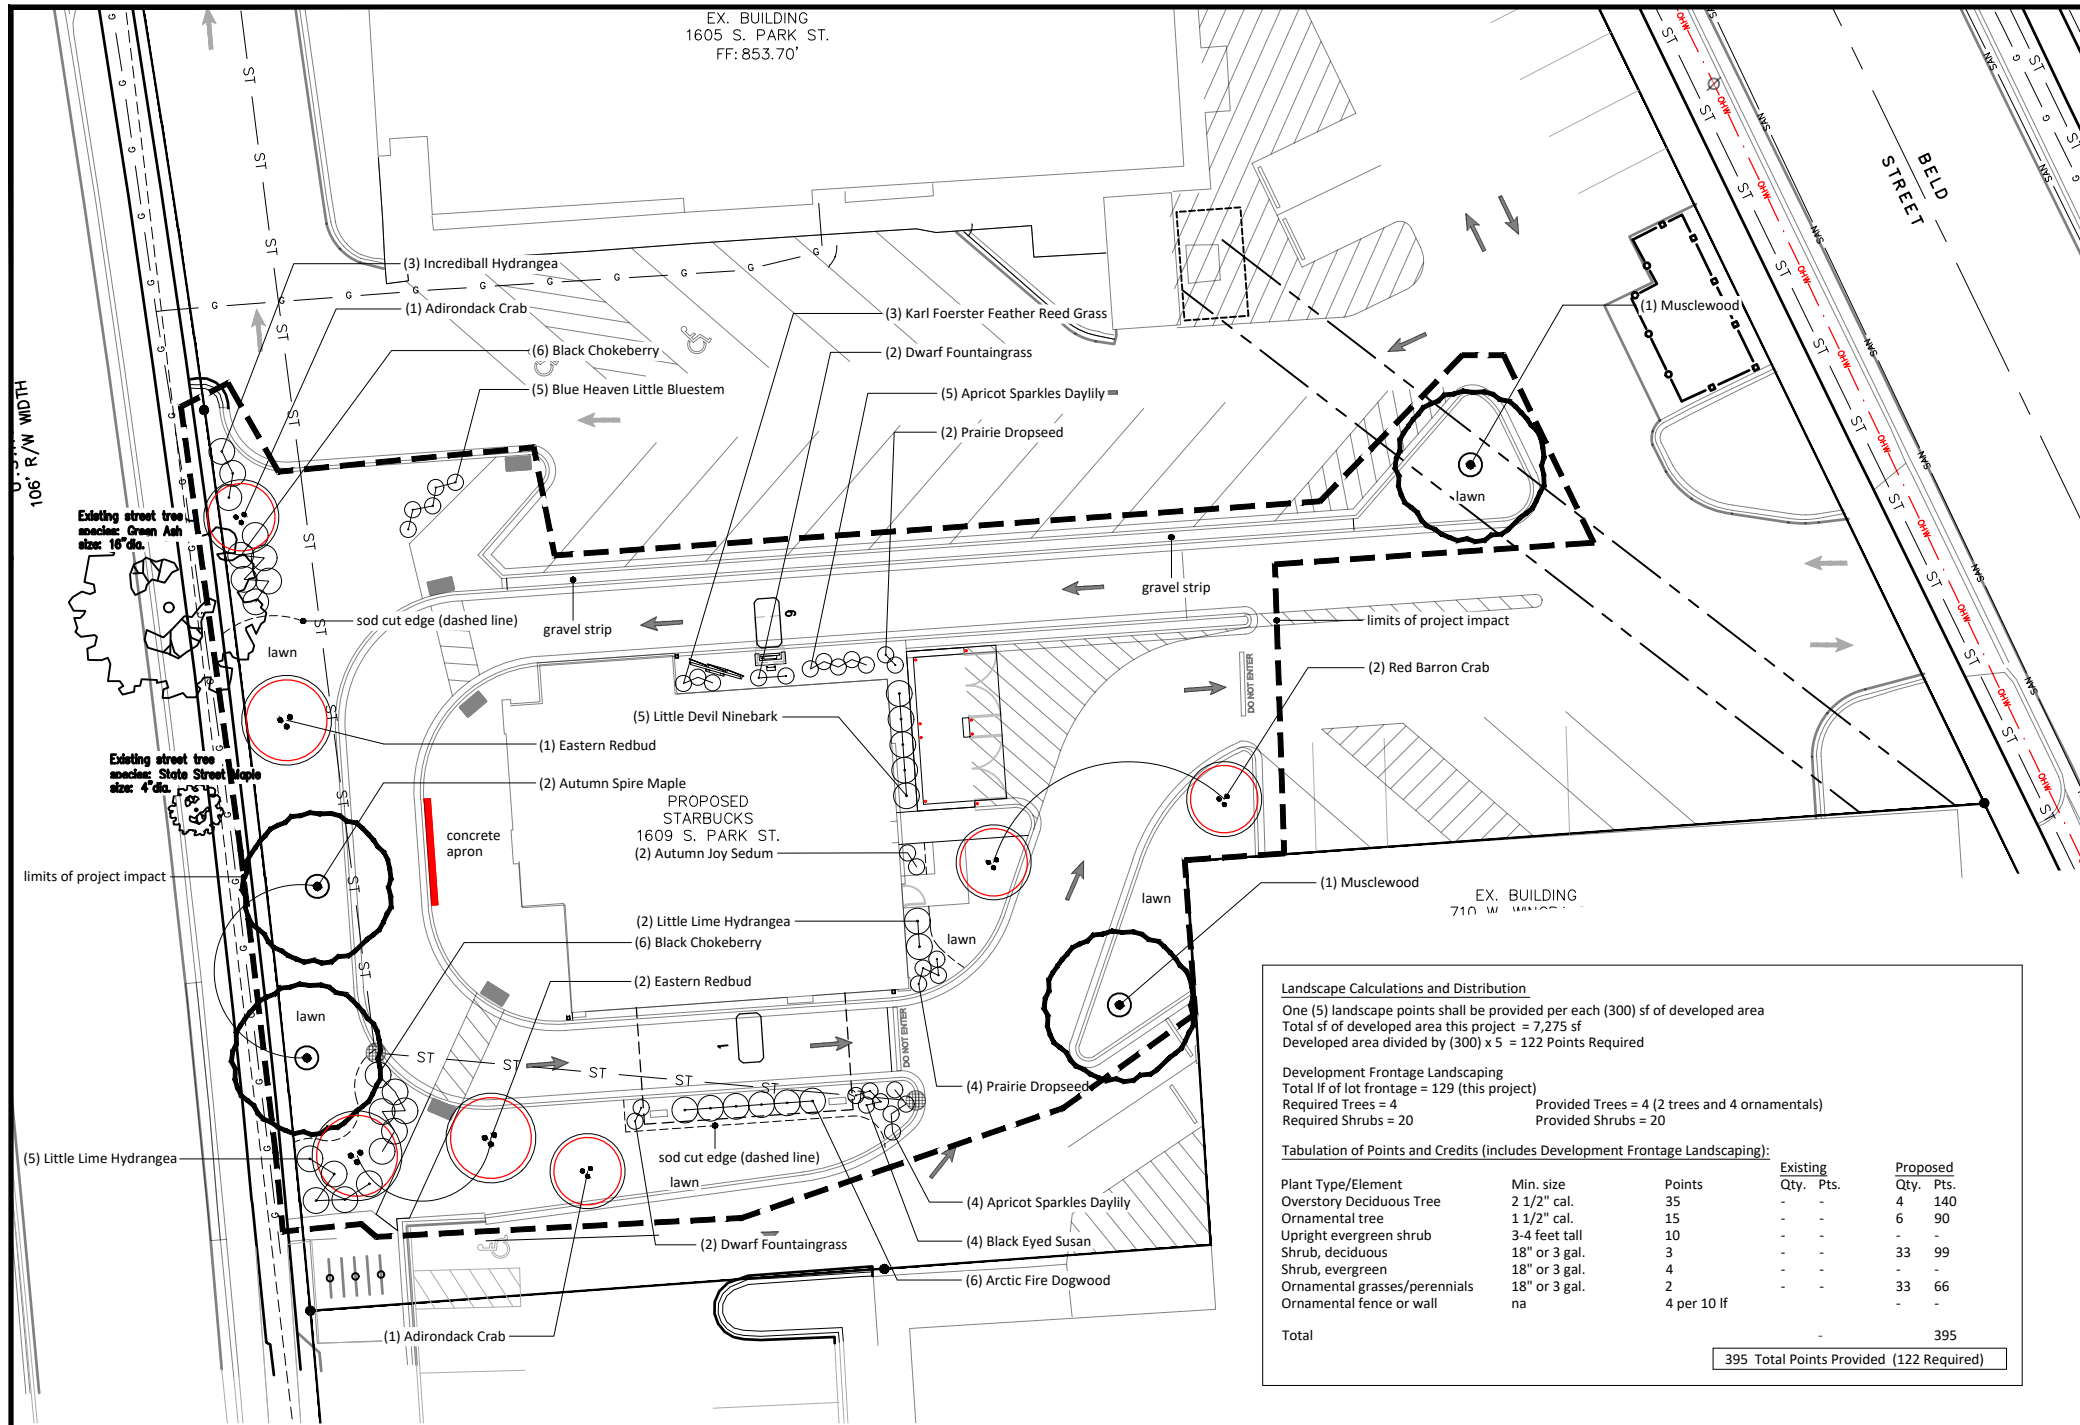 EX. BUILDING
1605 S. PARK ST.
FF: 853.70'
BELD
STREET
106' R/W WIDTH
(3) Incrediball Hydrangea
(1) Adirondack Crab
(6) Black Chokeberry
(5) Blue Heaven Little Bluestem
(3) Karl Foerster Feather Reed Grass
(2) Dwarf Fountaingrass
(5) Apricot Sparkles Daylily
(2) Prairie Dropseed
(1) Musclewood
lawn
Existing street tree
species: Green Ash
size: 16"dia.
sod cut edge (dashed line)
lawn
gravel strip
gravel strip
limits of project impact
9
(2) Red Barron Crab
DO NOT ENTER
(5) Little Devil Ninebark
(1) Eastern Redbud
Existing street tree
species: State Street Maple
size: 4"dia.
(2) Autumn Spire Maple
PROPOSED
STARBUCKS
1609 S. PARK ST.
concrete
apron
(2) Autumn Joy Sedum
limits of project impact
(1) Musclewood
lawn
EX. BUILDING
710 W.
(2) Little Lime Hydrangea
(6) Black Chokeberry
lawn
(2) Eastern Redbud
lawn
1
DO NOT ENTER
ST ST ST ST ST
(4) Prairie Dropseed
(5) Little Lime Hydrangea
sod cut edge (dashed line)
lawn
(4) Apricot Sparkles Daylily
(2) Dwarf Fountaingrass
(4) Black Eyed Susan
(6) Arctic Fire Dogwood
(1) Adirondack Crab
Landscape Calculations and Distribution
One (5) landscape points shall be provided per each (300) sf of developed area
Total sf of developed area this project = 7,275 sf
Developed area divided by (300) x 5 = 122 Points Required
Development Frontage Landscaping
Total lf of lot frontage = 129 (this project)
Required Trees = 4 Provided Trees = 4 (2 trees and 4 ornamentals)
Required Shrubs = 20 Provided Shrubs = 20
Tabulation of Points and Credits (includes Development Frontage Landscaping):
Existing Proposed
Plant Type/Element Min. size Points Qty. Pts. Qty. Pts.
Overstory Deciduous Tree 2 1/2" cal. 35 - - 4 140
Ornamental tree 1 1/2" cal. 15 - - 6 90
Upright evergreen shrub 3-4 feet tall 10 - - - -
Shrub, deciduous 18" or 3 gal. 3 - - 33 99
Shrub, evergreen 18" or 3 gal. 4 - - - -
Ornamental grasses/perennials 18" or 3 gal. 2 - - 33 66
Ornamental fence or wall na 4 per 10 lf - -
Total - 395
395 Total Points Provided (122 Required)